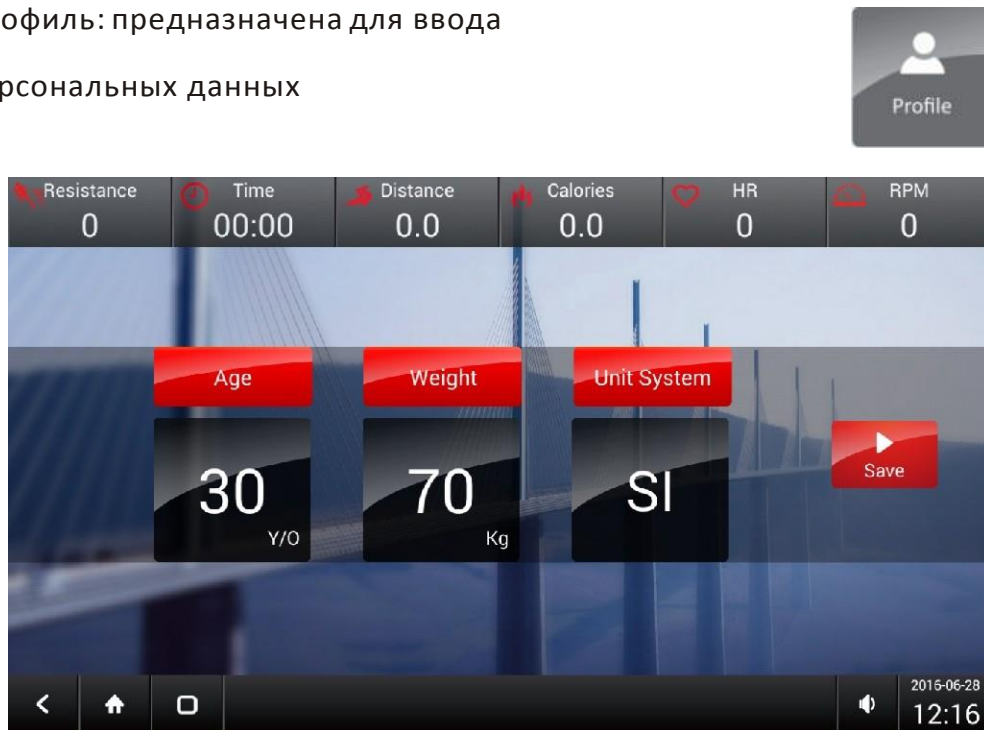 офиль: предназначена для ввода
рсональных данных
Profile
Resistance Time Distance Calories HR RPM
0 00:00 0.0 0.0 0 0
Age Weight Unit System
30 Y/O 70 Kg SI
Save
2016-06-28
12:16